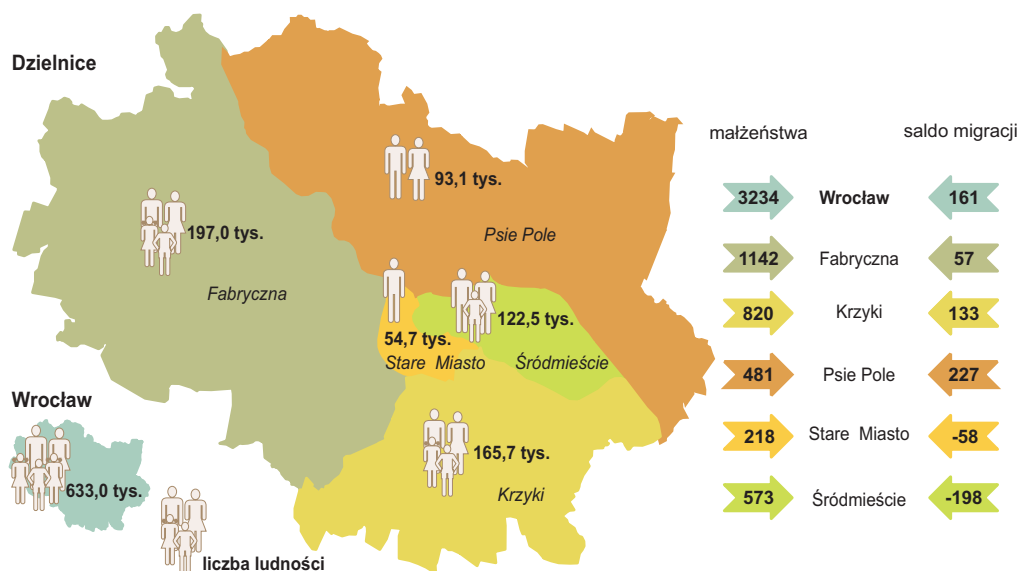 Dzielnice
małżeństwa
saldo migracji
93,1 tys.
3234 Wrocław 161
197,0 tys.
Psie Pole
1142 Fabryczna 57
Fabryczna
820 Krzyki 133
122,5 tys.
54,7 tys.
Stare Miasto
Śródmieście
481 Psie Pole 227
Wrocław
218 Stare Miasto -58
165,7 tys.
633,0 tys.
Krzyki
573 Śródmieście -198
liczba ludności